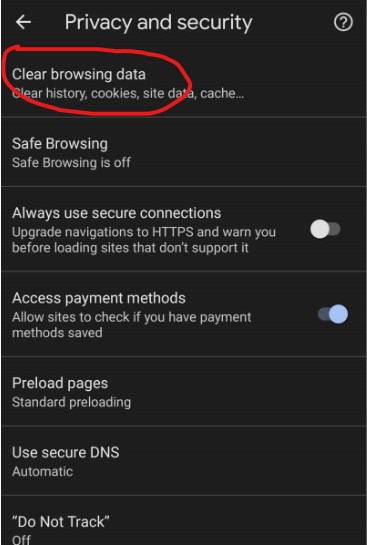 Privacy and security
Clear browsing data
Clear history, cookies, site data, cache...
Safe Browsing
Safe Browsing is off
Always use secure connections
Upgrade navigations to HTTPS and warn you
before loading sites that don't support it
Access payment methods
Allow sites to check if you have payment
methods saved
Preload pages
Standard preloading
Use secure DNS
Automatic
“Do Not Track”
Off